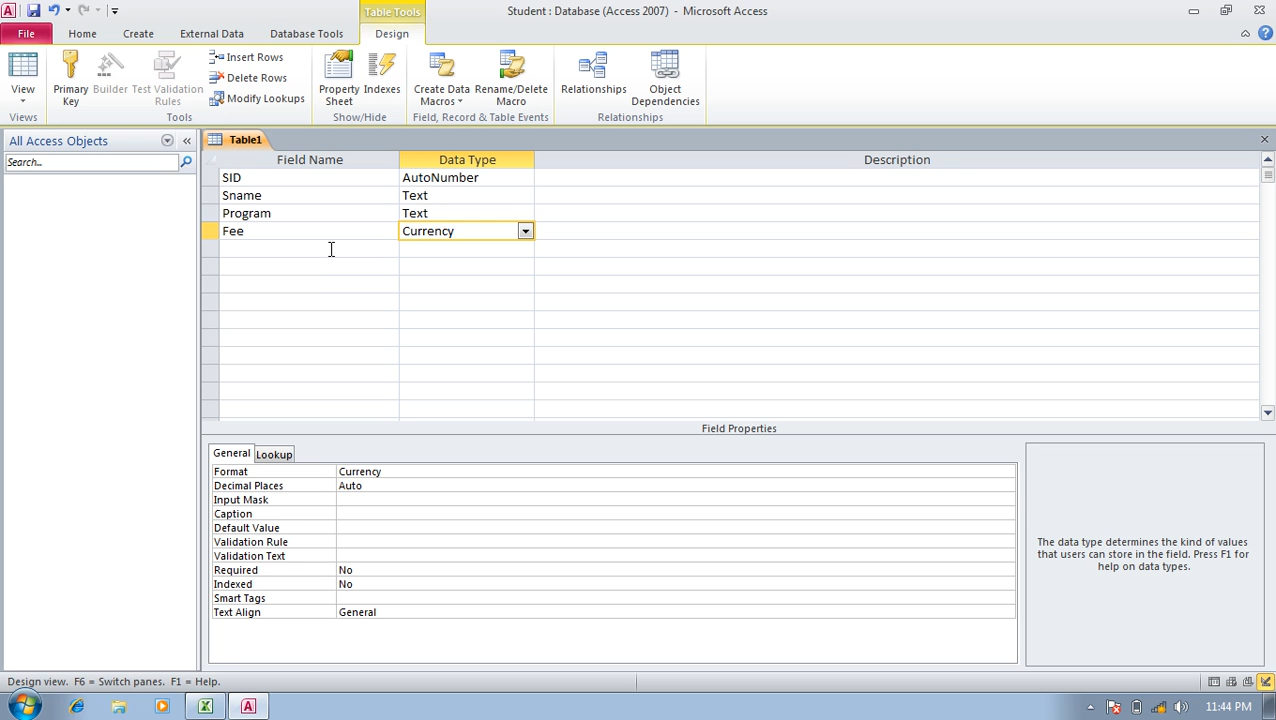 Student : Database (Access 2007) - Microsoft Access
Table Tools
File
Home
Create
External Data
Database Tools
Design
View
Primary Key
Builder
Test Validation Rules
Insert Rows
Delete Rows
Modify Lookups
Property Sheet
Indexes
Create Data Macros
Rename/Delete Macro
Relationships
Object Dependencies
Views
Tools
Show/Hide
Field, Record & Table Events
Relationships
All Access Objects
Search...
Table1
Field Name Data Type Description
SID AutoNumber
Sname Text
Program Text
Fee Currency
Field Properties
General Lookup
Format Currency
Decimal Places Auto
Input Mask
Caption
Default Value
Validation Rule
Validation Text
Required No
Indexed No
Smart Tags
Text Align General
The data type determines the kind of values
that users can store in the field. Press F1 for
help on data types.
Design view. F6 = Switch panes. F1 = Help.
11:44 PM